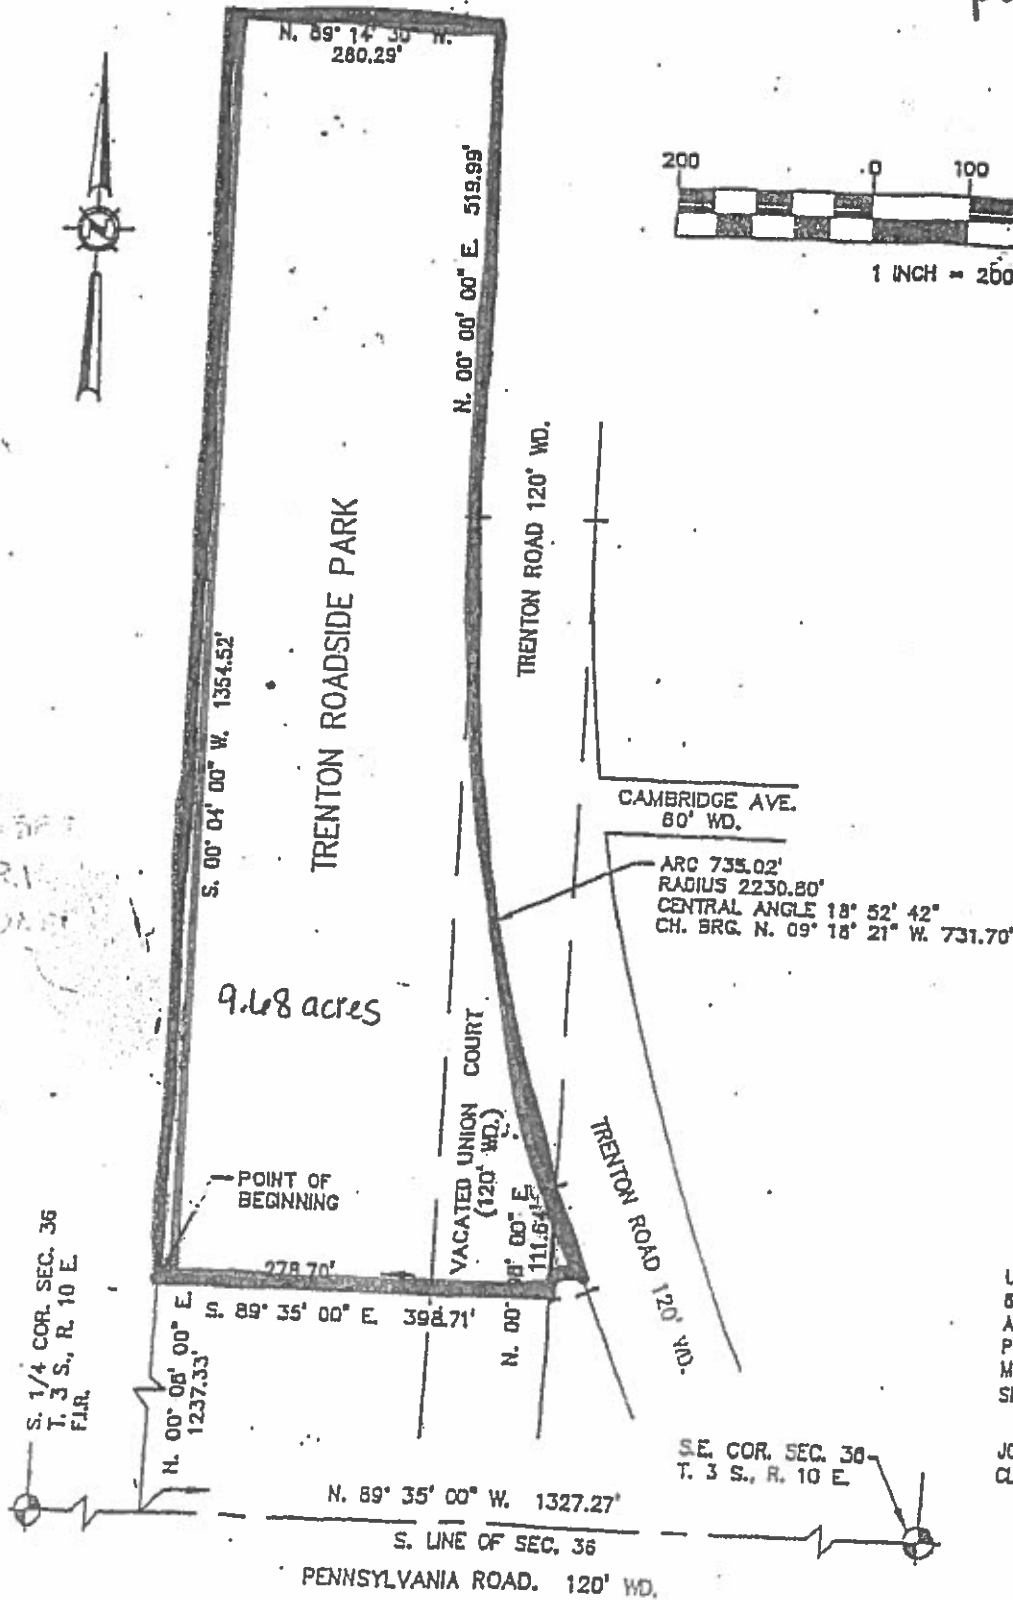 N. 89° 14' 30" W.
280.29'
N. 00° 00' 00" E. 519.99'
200 0 100
1 INCH = 200
N
TRENTON ROAD 120' WD.
TRENTON ROADSIDE PARK
S. 00° 04' 00" W. 1354.52'
CAMBRIDGE AVE.
60' WD.
ARC 735.02'
RADIUS 2230.80'
CENTRAL ANGLE 18° 52' 42"
CH. BRG. N. 09° 18' 21" W. 731.70'
9.68 acres
VACATED UNION COURT
(120' WD.)
TRENTON ROAD 120' WD.
POINT OF
BEGINNING
278.70'
S. 89° 35' 00" E. 398.71'
N. 00° 08' 00" E.
111.64'
S. 1/4 COR. SEC. 36
T. 3 S., R. 10 E.
F.I.R.
N. 00° 08' 00" E.
1237.33'
S.E. COR. SEC. 36
T. 3 S., R. 10 E.
N. 89° 35' 00" W. 1327.27'
S. LINE OF SEC. 36
PENNSYLVANIA ROAD. 120' WD.